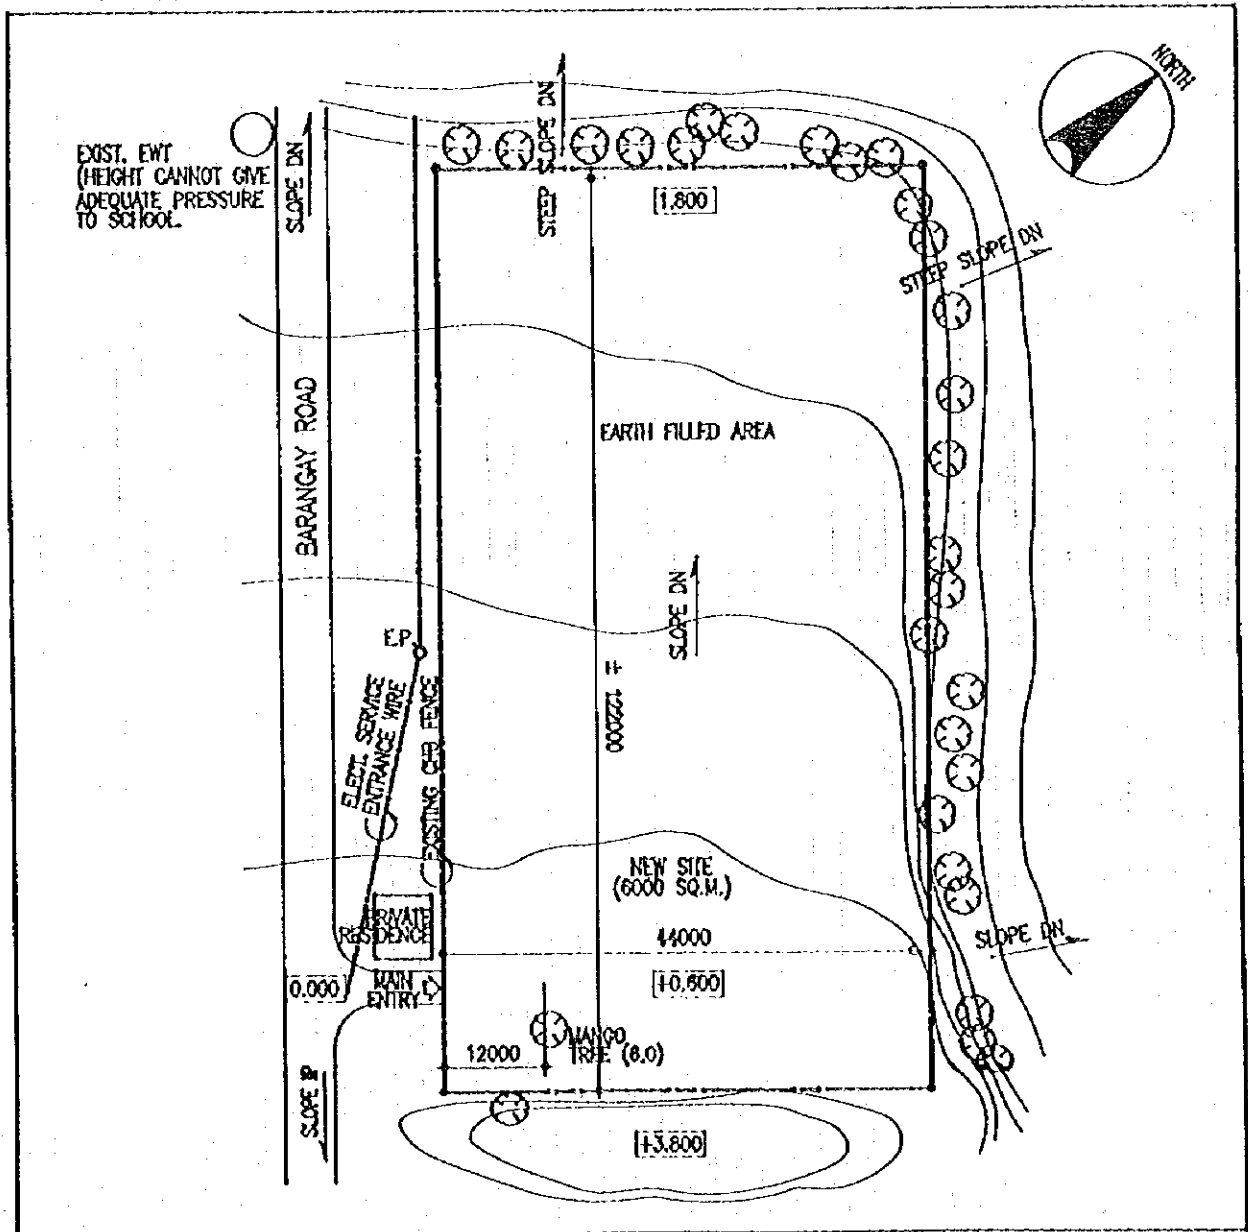 NORTH
EXIST. EWT
(HEIGHT CANNOT GIVE
ADEQUATE PRESSURE
TO SCHOOL.
SLOPE DN
STEEP SLOPE DN
[1.800]
STEEP SLOPE DN
BARANGAY ROAD
EARTH FILLED AREA
SLOPE DN
E.P.
± 122000
ELECT. SERVICE
ENTRANCE WIRE
EXISTING CHB FENCE
NEW SITE
(6000 SQ.M.)
PRIVATE
RESIDENCE
44000
SLOPE DN
0.000
MAIN
ENTRY
[+0.600]
MANGO
TREE (6.0)
12000
SLOPE
[+3.800]